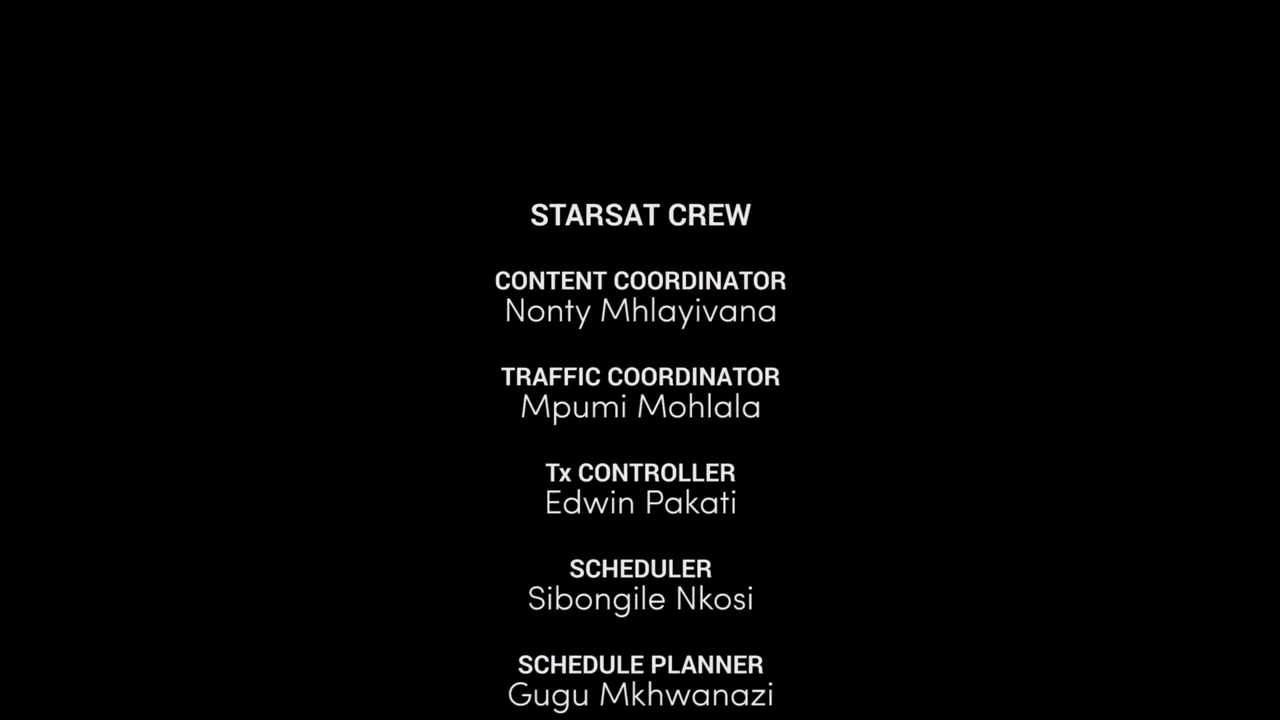 STARSAT CREW
CONTENT COORDINATOR
Nonty Mhlayivana
TRAFFIC COORDINATOR
Mpumi Mohlala
Tx CONTROLLER
Edwin Pakati
SCHEDULER
Sibongile Nkosi
SCHEDULE PLANNER
Gugu Mkhwanazi